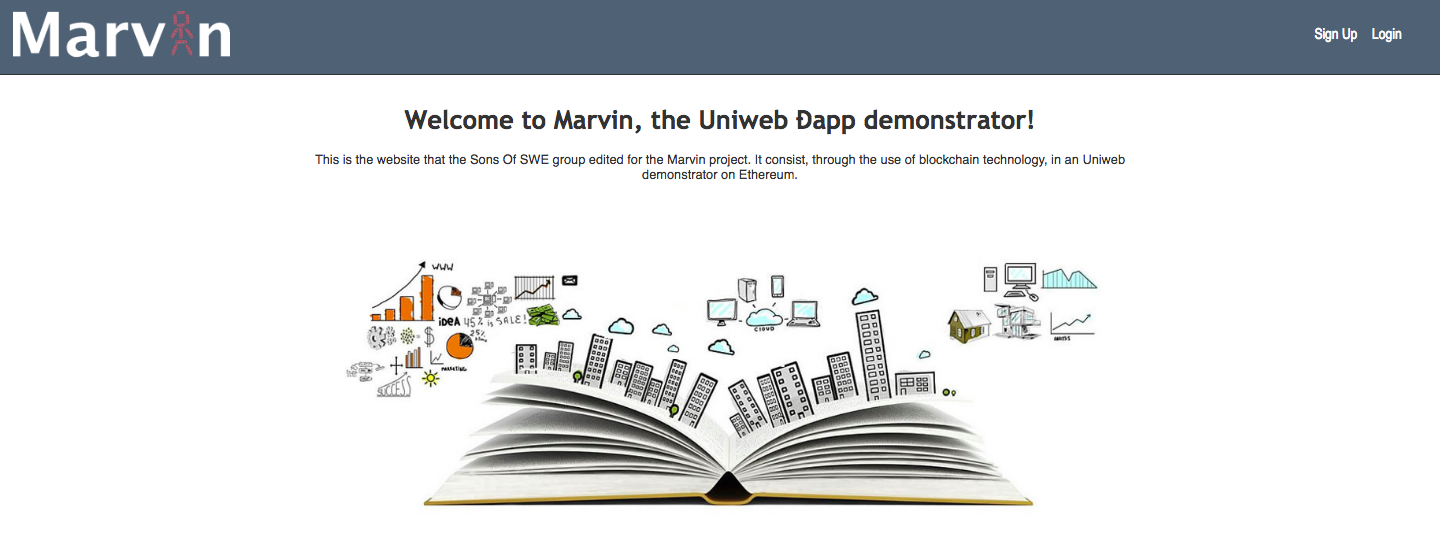 Marvin
Sign Up Login
Welcome to Marvin, the Uniweb Ðapp demonstrator!
This is the website that the Sons Of SWE group edited for the Marvin project. It consist, through the use of blockchain technology, in an Uniweb
demonstrator on Ethereum.
WWW
iDEA 45% is SALE!
25%
MARKETING
SUCCESS
CLOUD